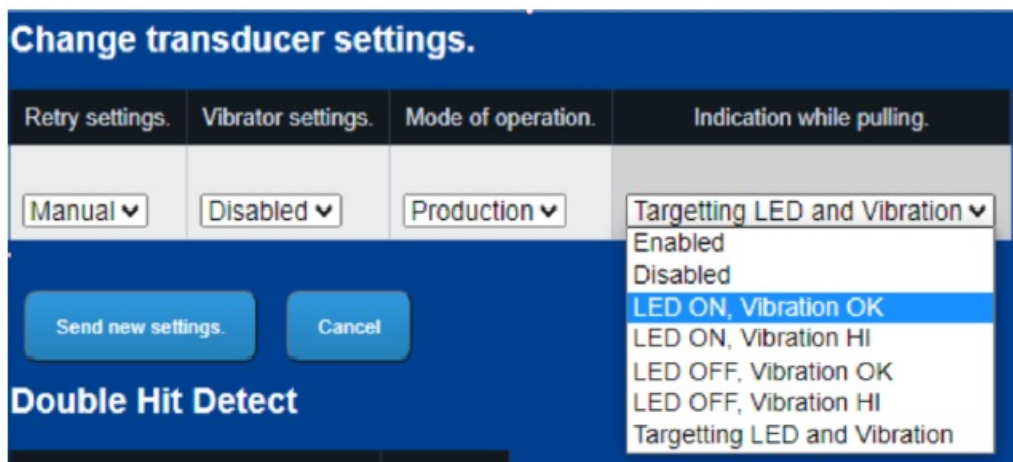 Change transducer settings.
Retry settings. Vibrator settings. Mode of operation. Indication while pulling.
Manual Disabled Production Targetting LED and Vibration
Enabled
Disabled
LED ON, Vibration OK
LED ON, Vibration HI
LED OFF, Vibration OK
LED OFF, Vibration HI
Targetting LED and Vibration
Send new settings. Cancel
Double Hit Detect